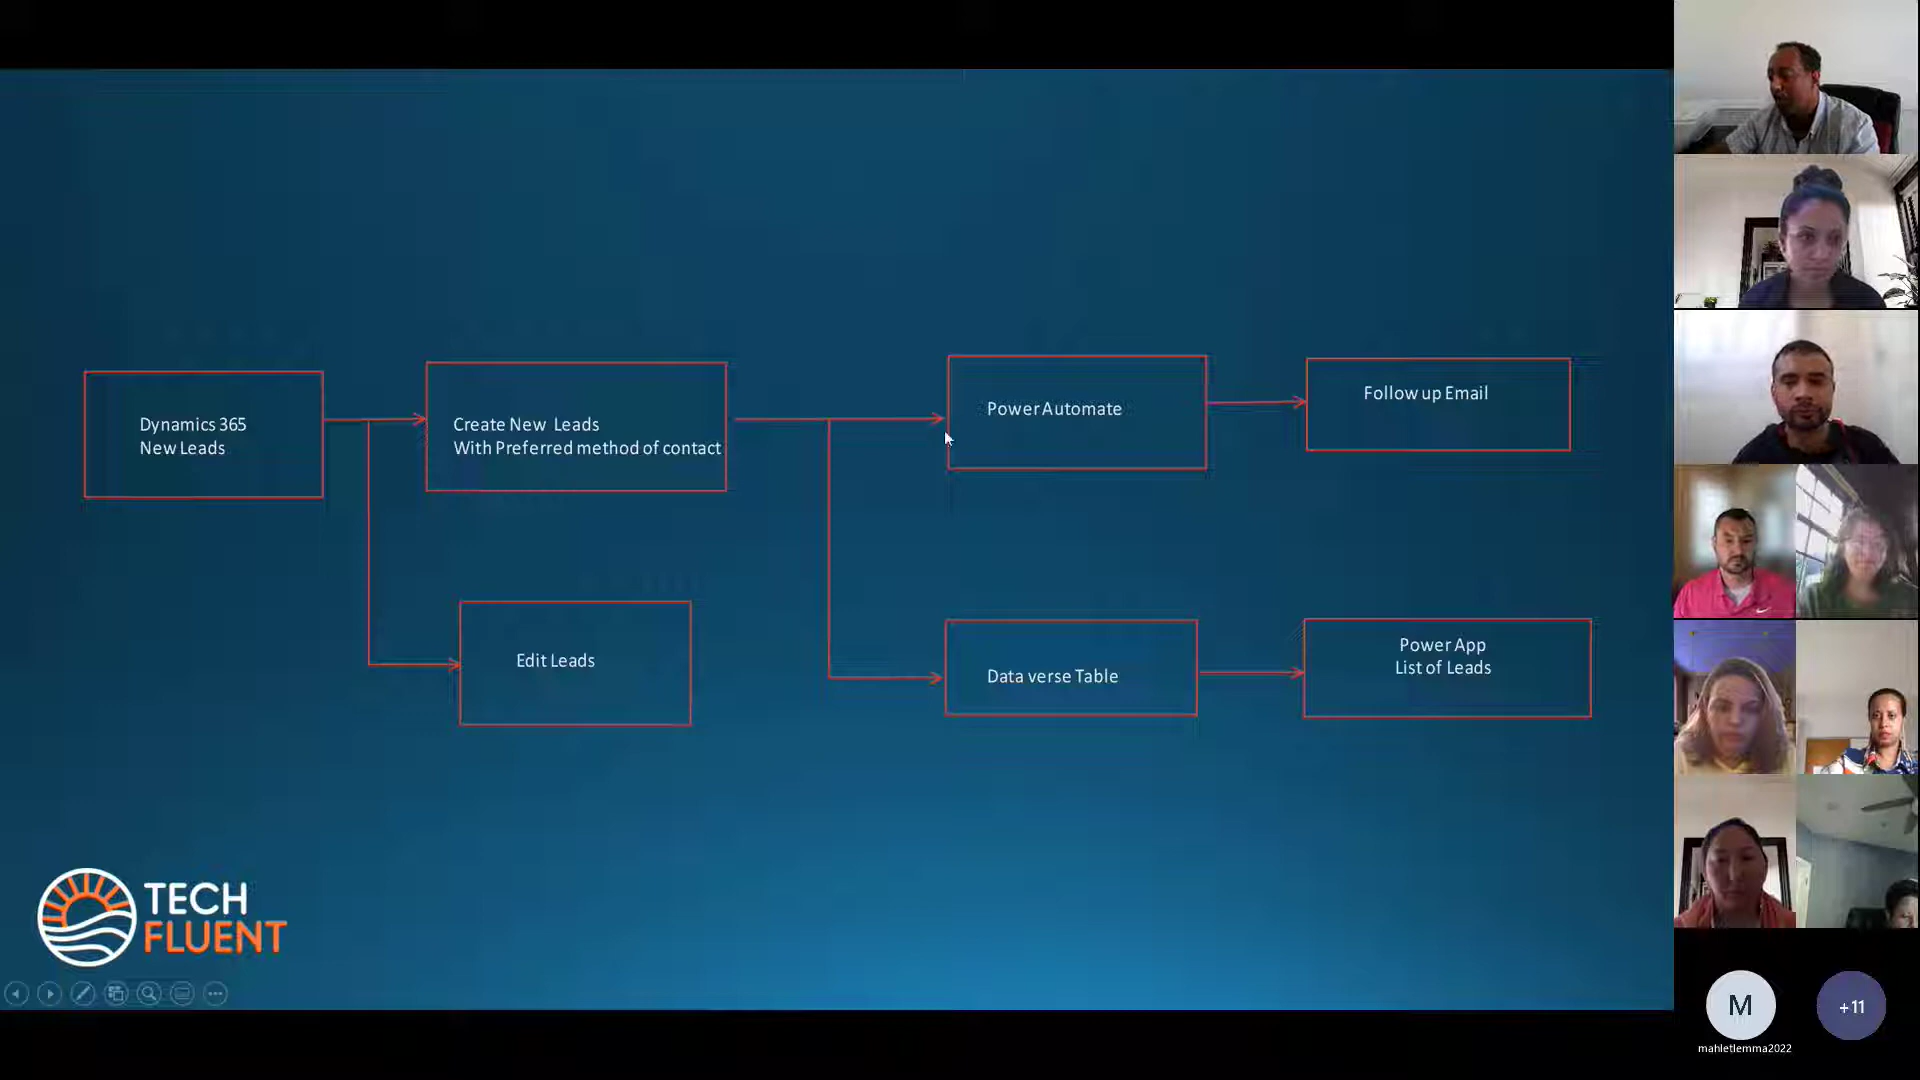 Dynamics 365
New Leads
Create New Leads
With Preferred method of contact
Power Automate
Follow up Email
Edit Leads
Data verse Table
Power App
List of Leads
TECH
FLUENT
M
+11
mahletlemma2022